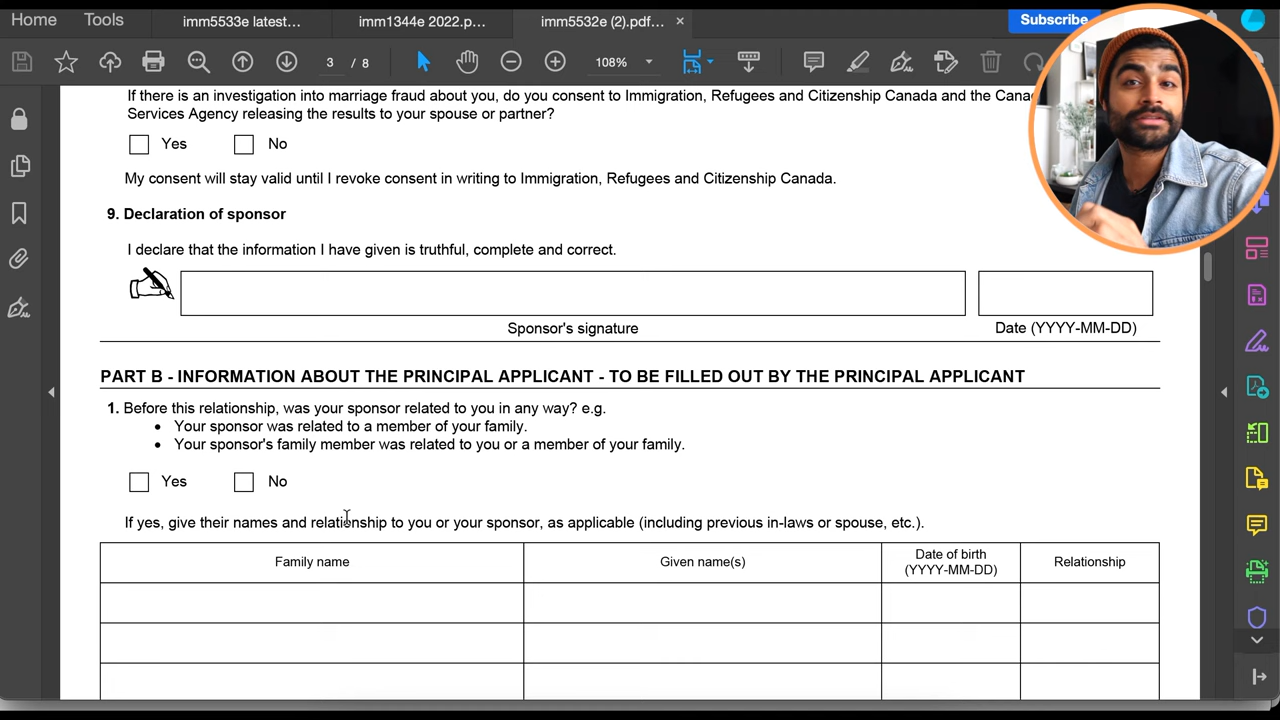 Home
Tools
imm5533e latest...
imm1344e 2022.p...
imm5532e (2).pdf...
Subscribe
3 / 8
108%
If there is an investigation into marriage fraud about you, do you consent to Immigration, Refugees and Citizenship Canada and the
Services Agency releasing the results to your spouse or partner?
Yes No
My consent will stay valid until I revoke consent in writing to Immigration, Refugees and Citizenship Canada.
9. Declaration of sponsor
I declare that the information I have given is truthful, complete and correct.
Sponsor's signature Date (YYYY-MM-DD)
PART B - INFORMATION ABOUT THE PRINCIPAL APPLICANT - TO BE FILLED OUT BY THE PRINCIPAL APPLICANT
1. Before this relationship, was your sponsor related to you in any way? e.g.
• Your sponsor was related to a member of your family.
• Your sponsor's family member was related to you or a member of your family.
Yes No
If yes, give their names and relationship to you or your sponsor, as applicable (including previous in-laws or spouse, etc.).
Family name
Given name(s)
Date of birth
(YYYY-MM-DD)
Relationship